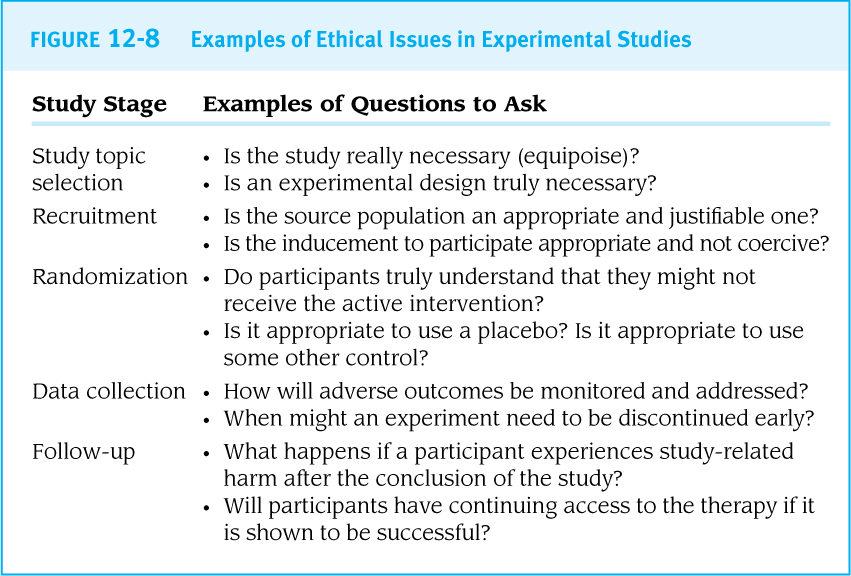 FIGURE 12-8 Examples of Ethical Issues in Experimental Studies
Study Stage Examples of Questions to Ask
Study topic • Is the study really necessary (equipoise)?
selection • Is an experimental design truly necessary?
Recruitment • Is the source population an appropriate and justifiable one?
• Is the inducement to participate appropriate and not coercive?
Randomization • Do participants truly understand that they might not
receive the active intervention?
• Is it appropriate to use a placebo? Is it appropriate to use
some other control?
Data collection • How will adverse outcomes be monitored and addressed?
• When might an experiment need to be discontinued early?
Follow-up • What happens if a participant experiences study-related
harm after the conclusion of the study?
• Will participants have continuing access to the therapy if it
is shown to be successful?